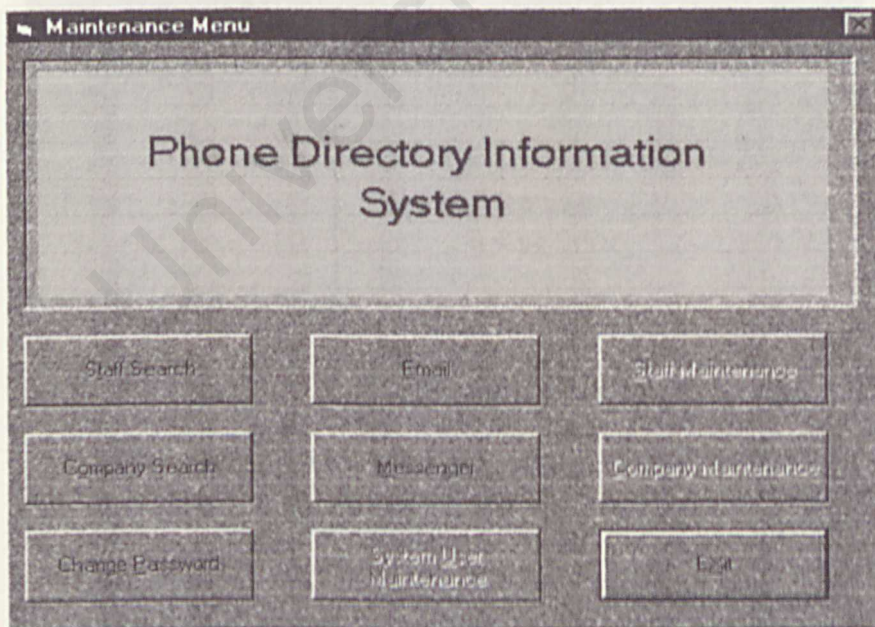 Maintenance Menu
Phone Directory Information
System
Staff Search
Email
Staff Maintenance
Company Search
Messenger
Company Maintenance
Change Password
System User
Maintenance
Exit